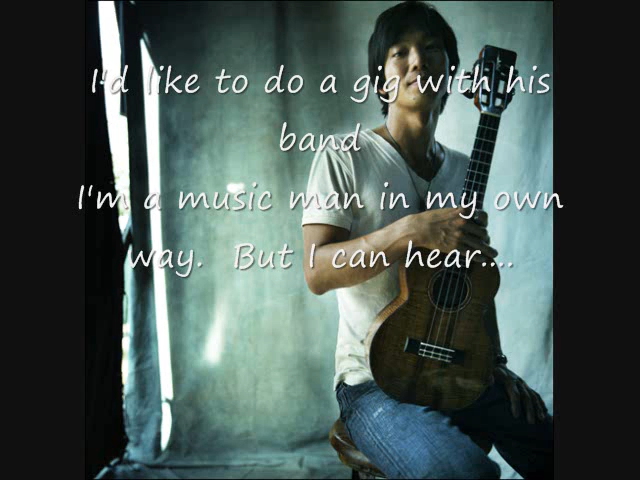 I'd like to do a gig with his
band
I'm a music man in my own
way.  But I can hear....